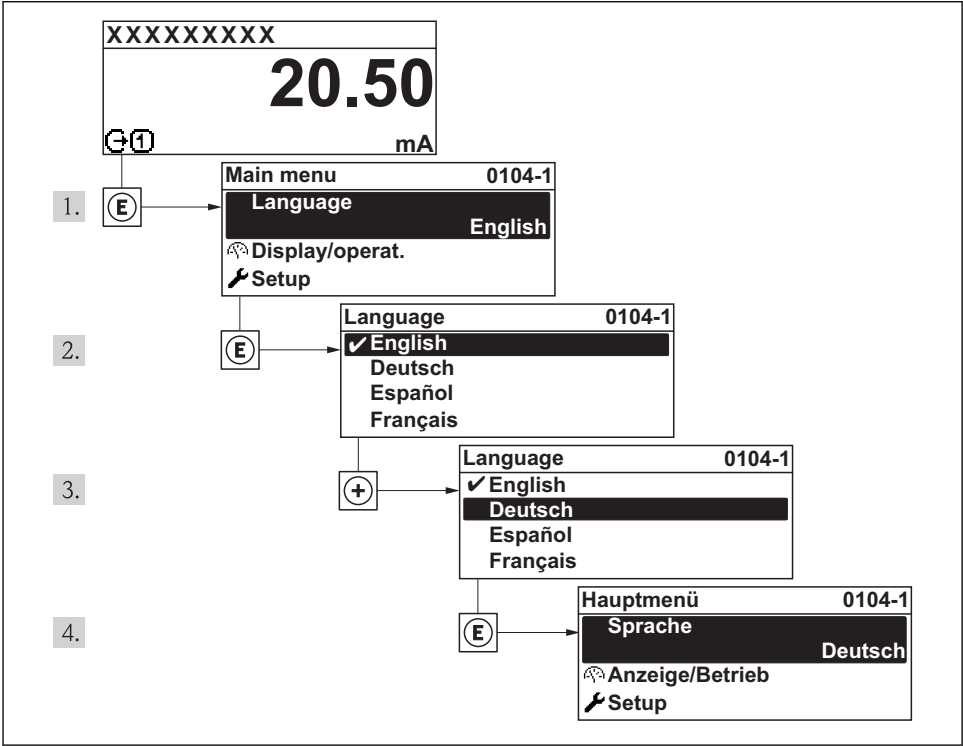 XXXXXXXXX
20.50
1 mA
Main menu 0104-1
1. E Language
English
Display/operat.
Setup
Language 0104-1
2. E ✔ English
Deutsch
Español
Français
Language 0104-1
3. + ✔ English
Deutsch
Español
Français
Hauptmenü 0104-1
4. E Sprache
Deutsch
Anzeige/Betrieb
Setup